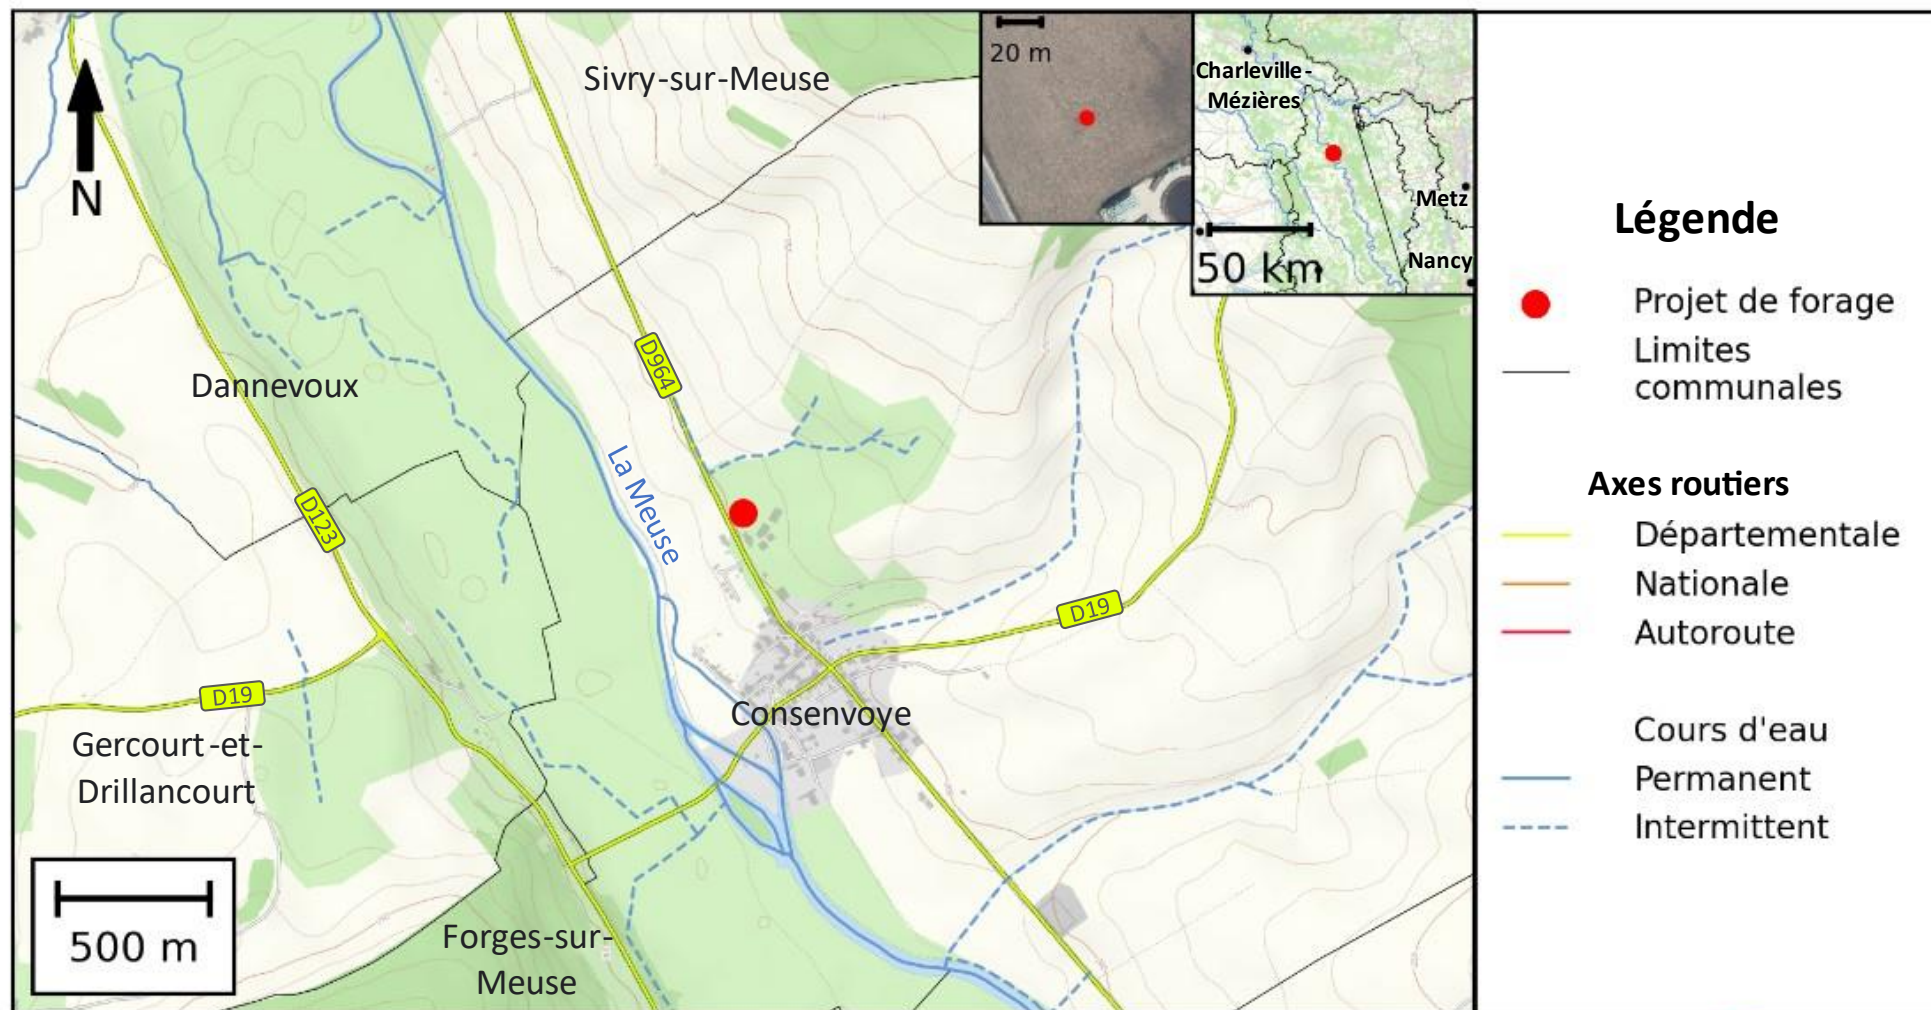 Sivry-sur-Meuse
20 m
Charleville-
Mézières
Metz
Nancy
50 km
N
D964
Dannevoux
La Meuse
D123
D19
D19
Consenvoye
Gercourt-et-
Drillancourt
Forges-sur-
Meuse
500 m
Légende
Projet de forage
Limites
communales
Axes routiers
Départementale
Nationale
Autoroute
Cours d'eau
Permanent
Intermittent